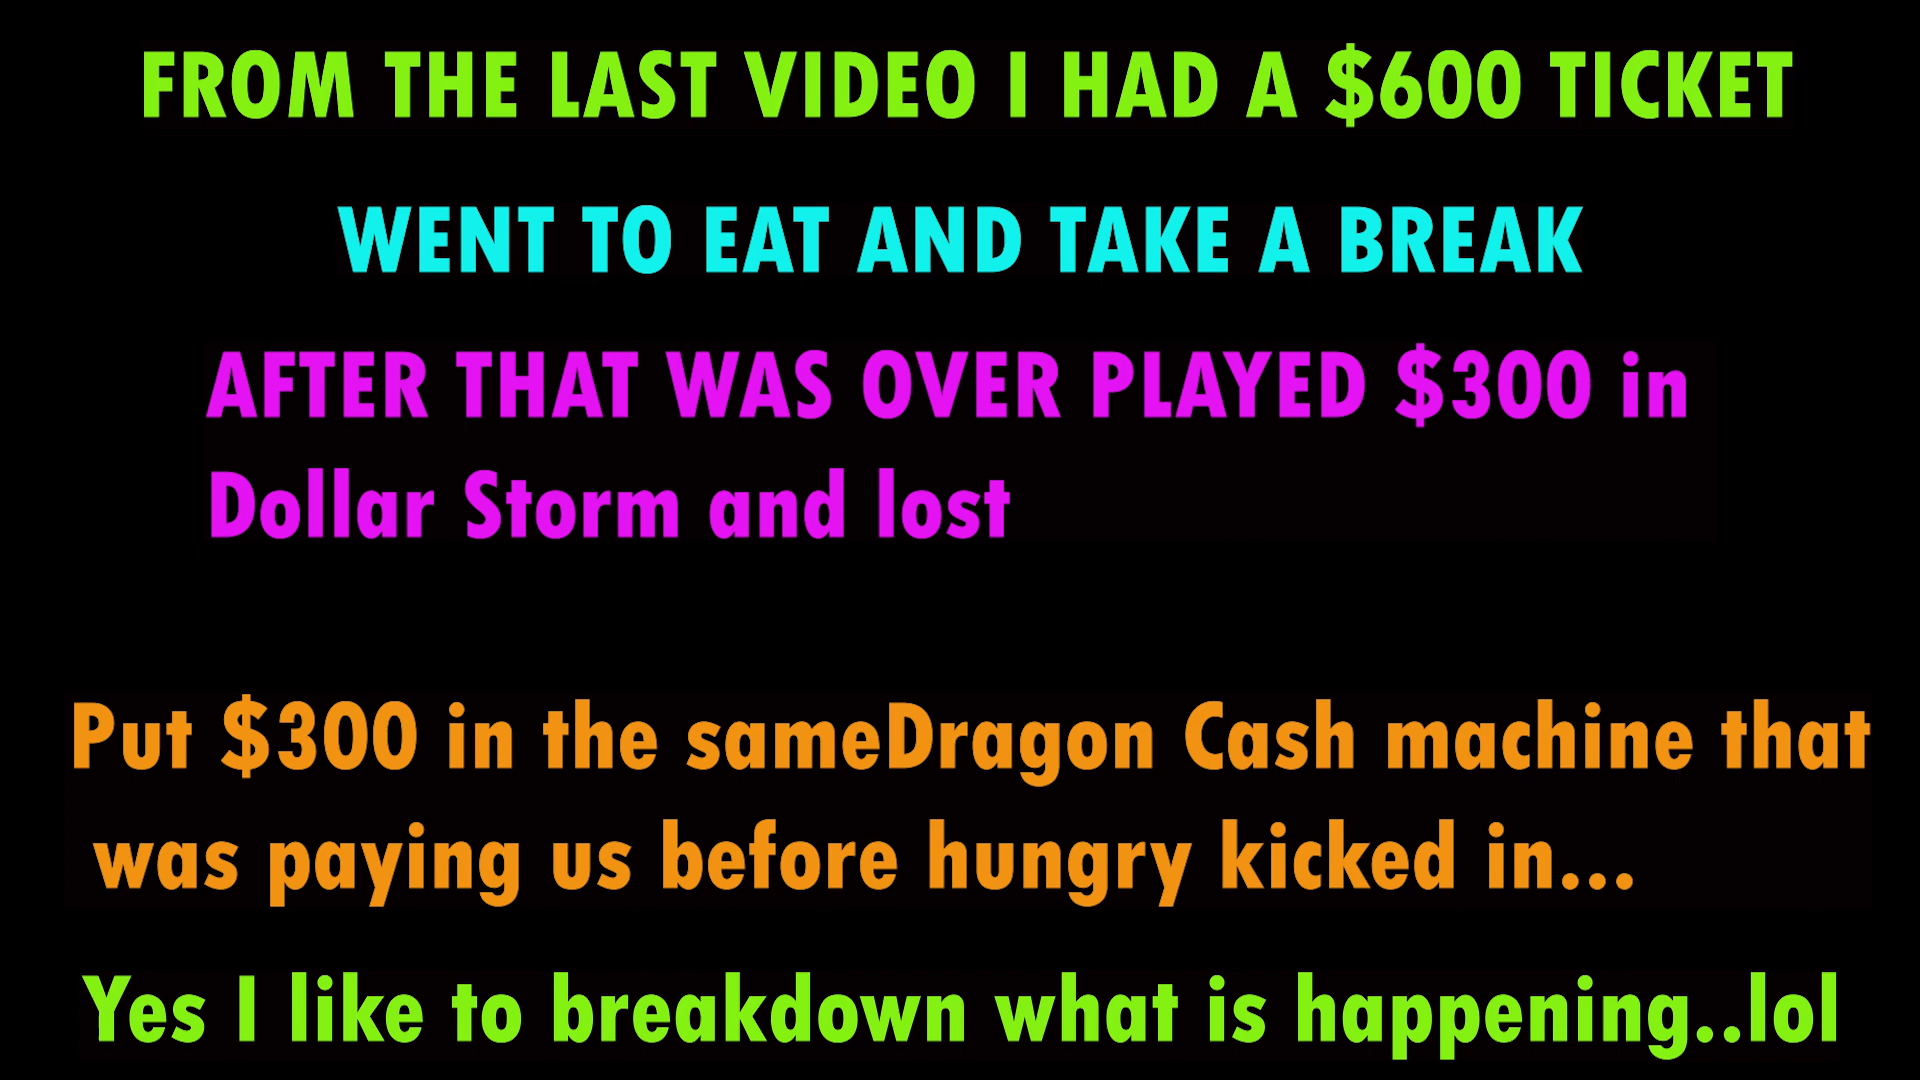 FROM THE LAST VIDEO I HAD A $600 TICKET
WENT TO EAT AND TAKE A BREAK
AFTER THAT WAS OVER PLAYED $300 in
Dollar Storm and lost
Put $300 in the sameDragon Cash machine that
was paying us before hungry kicked in...
Yes I like to breakdown what is happening..lol